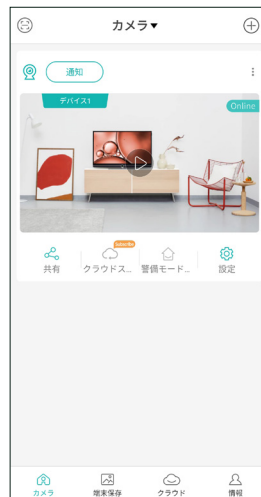 カメラ▼
通知
デバイス1
Online
Subscribe
共有
クラウドス...
警備モード...
設定
カメラ
端末保存
クラウド
情報